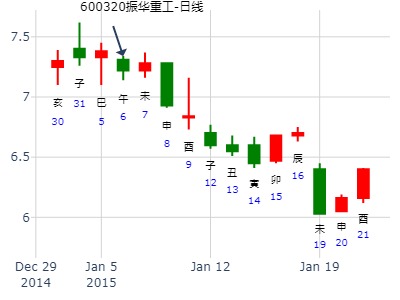 600320振华重工-日线
7.5
7
6.5
6
亥
30
子
31
巳
5
午
6
未
7
申
8
酉
9
子
12
丑
13
寅
14
卯
15
辰
16
未
19
申
20
酉
21
Dec 29
2014
Jan 5
2015
Jan 12
Jan 19